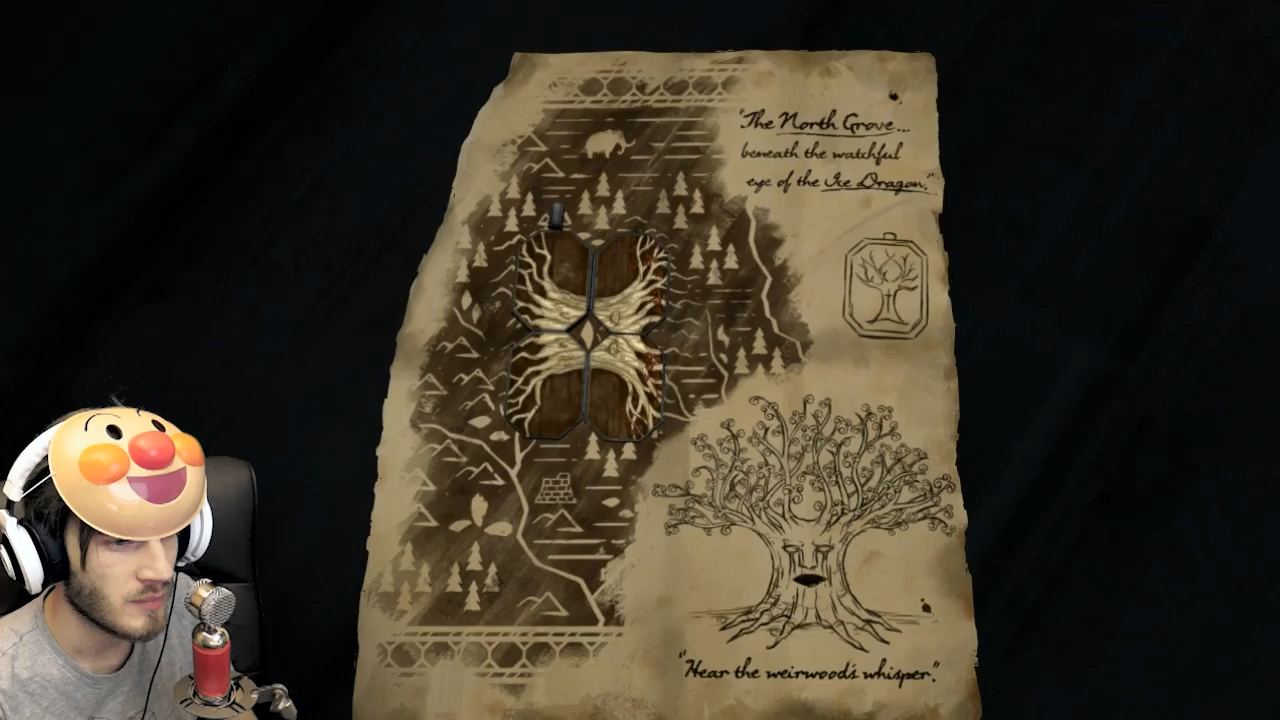 "The North Grove...
beneath the watchful
eye of the Ice Dragon."
"Hear the weirwood's whisper."